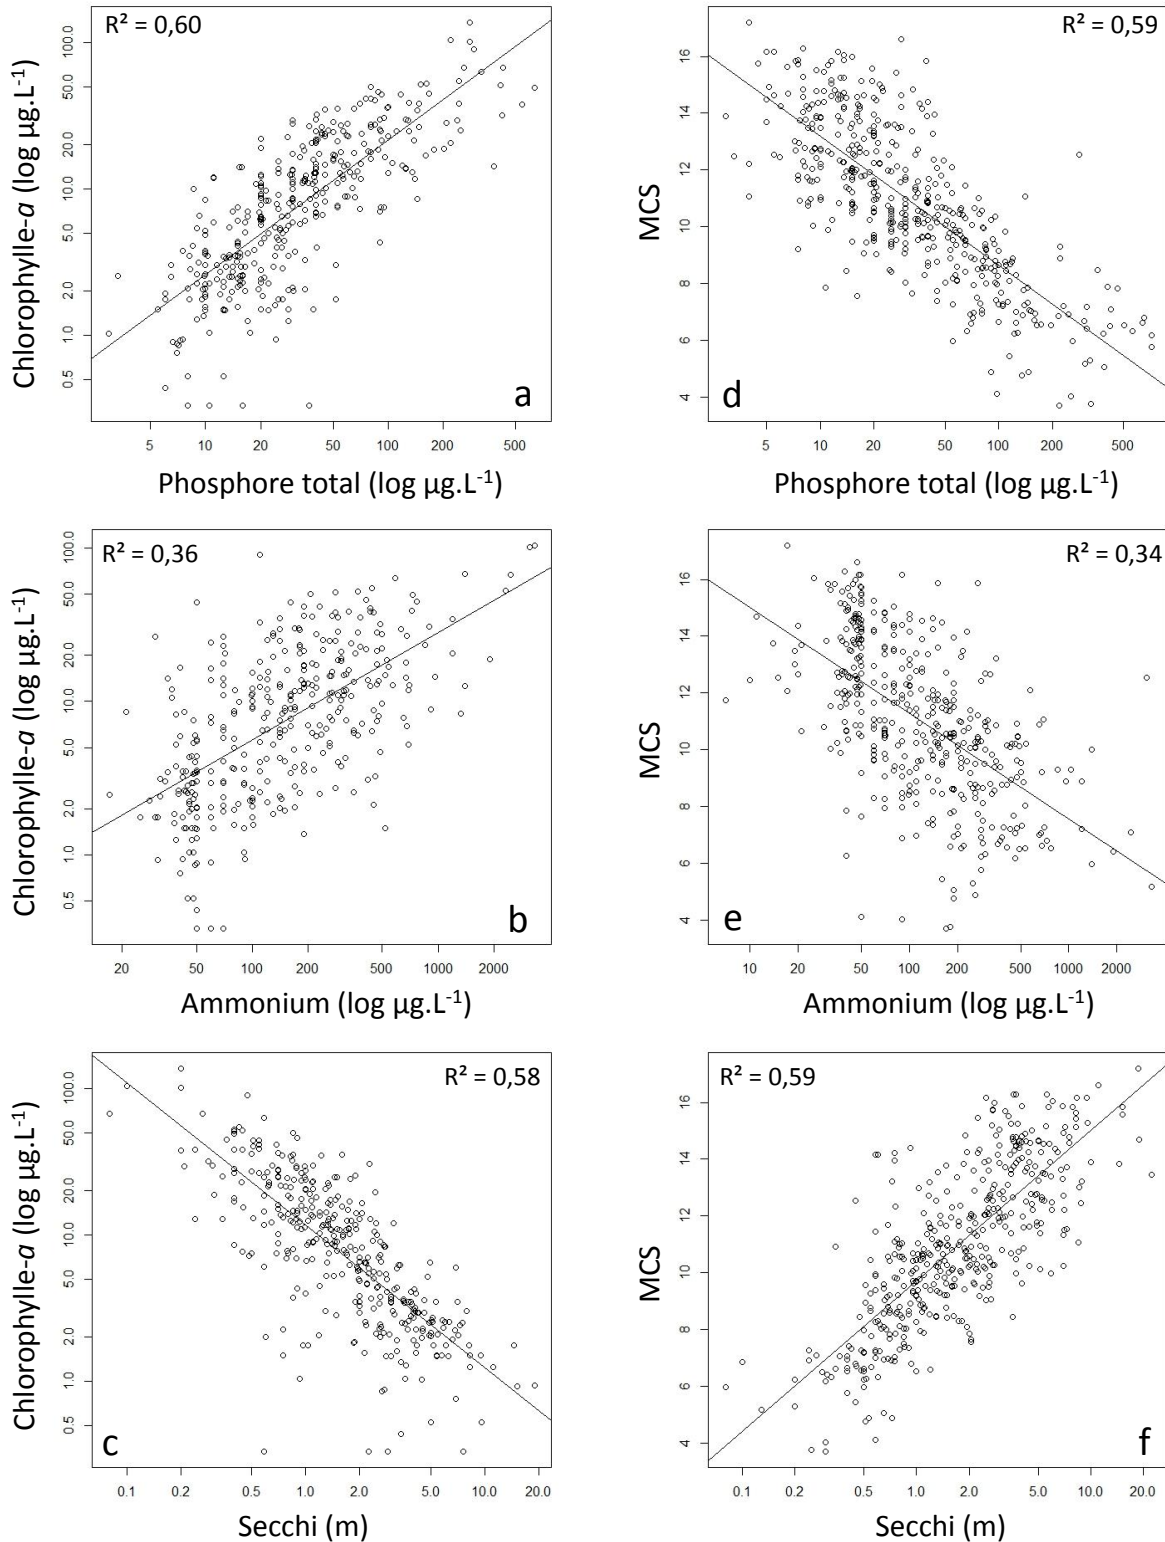 R² = 0,60
Chlorophylle-a (log µg.L⁻¹)
100.0
50.0
20.0
10.0
5.0
2.0
1.0
0.5
a
5 10 20 50 100 200 500
Phosphore total (log µg.L⁻¹)
R² = 0,59
MCS
16
14
12
10
8
6
4
d
5 10 20 50 100 200 500
Phosphore total (log µg.L⁻¹)
R² = 0,36
Chlorophylle-a (log µg.L⁻¹)
100.0
50.0
20.0
10.0
5.0
2.0
1.0
0.5
b
20 50 100 200 500 1000 2000
Ammonium (log µg.L⁻¹)
R² = 0,34
MCS
16
14
12
10
8
6
4
e
10 20 50 100 200 500 1000 2000
Ammonium (log µg.L⁻¹)
R² = 0,58
Chlorophylle-a (log µg.L⁻¹)
100.0
50.0
20.0
10.0
5.0
2.0
1.0
0.5
c
0.1 0.2 0.5 1.0 2.0 5.0 10.0 20.0
Secchi (m)
R² = 0,59
MCS
16
14
12
10
8
6
4
f
0.1 0.2 0.5 1.0 2.0 5.0 10.0 20.0
Secchi (m)